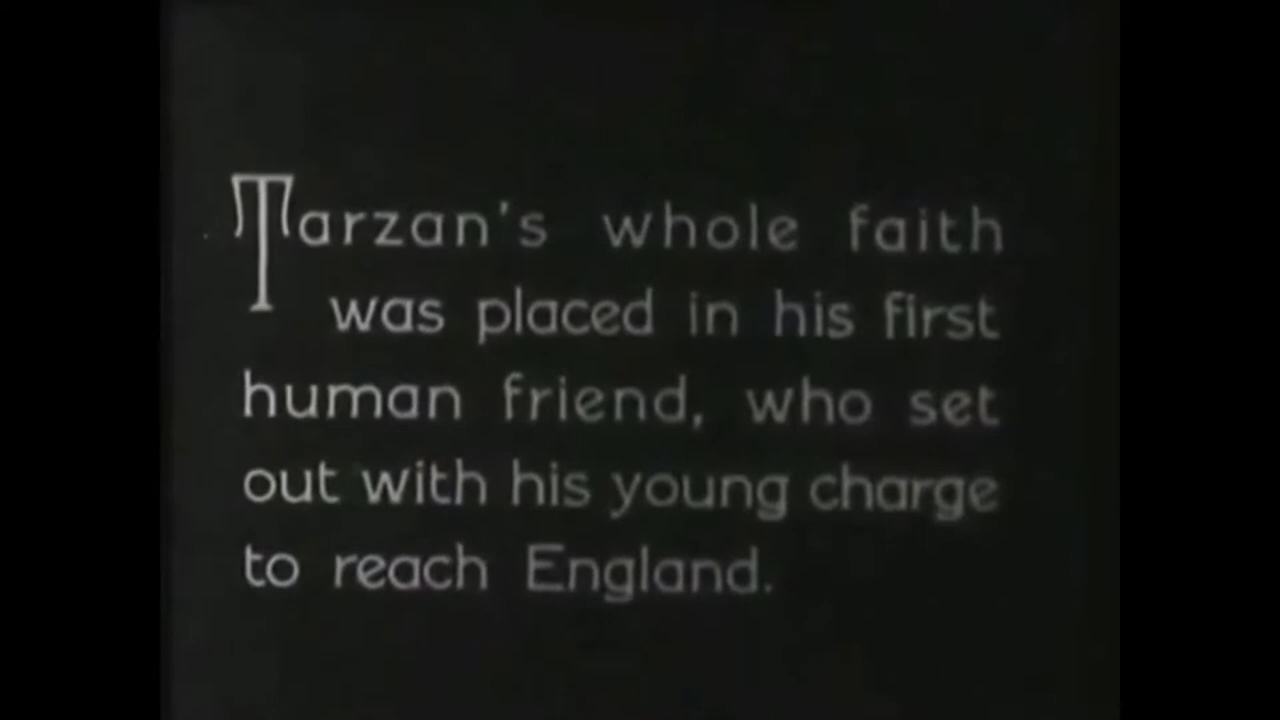 Tarzan's whole faith
was placed in his first
human friend, who set
out with his young charge
to reach England.